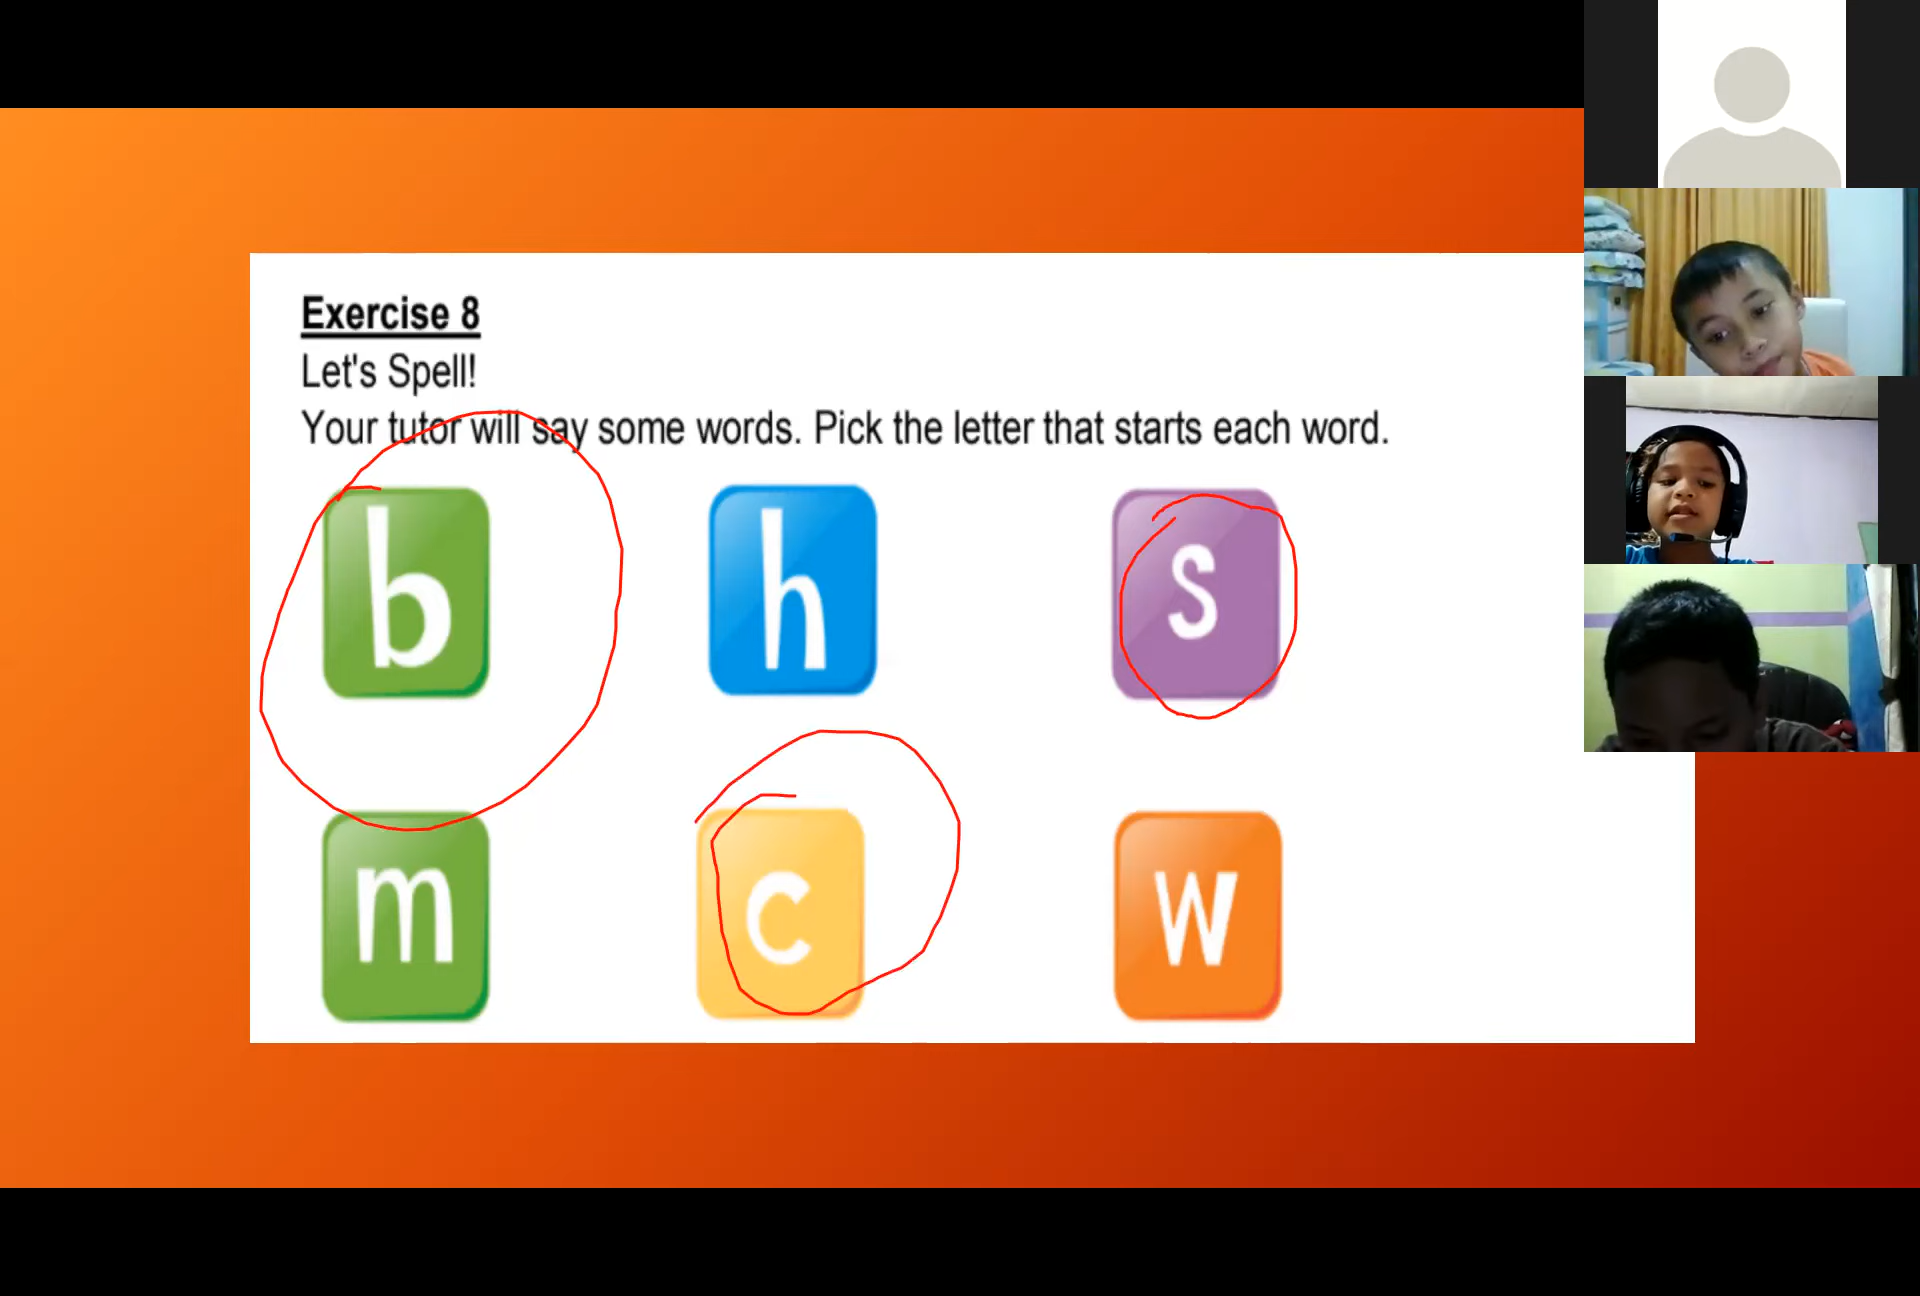 Exercise 8
Let's Spell!
Your tutor will say some words. Pick the letter that starts each word.
b h s
m c w